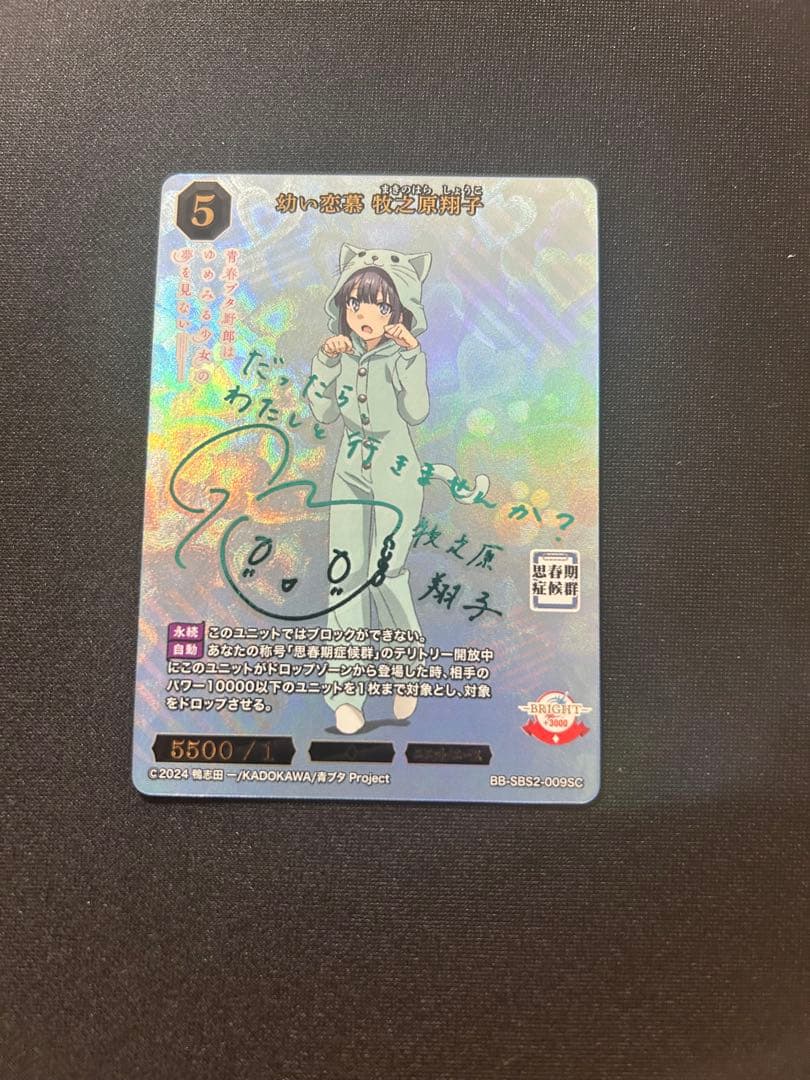 5
まきのはら しょうこ
幼い恋慕 牧之原翔子
青春ブタ野郎は
ゆめみる少女の
夢を見ない
だったら
わたしと行きませんか?
牧之原
翔子
思春期
症候群
永続 このユニットではブロックができない。
自動 あなたの称号「思春期症候群」のテリトリー開放中
にこのユニットがドロップゾーンから登場した時、相手の
パワー10000以下のユニットを1枚まで対象とし、対象
をドロップさせる。
BRIGHT
+3000
5500 / 1
©2024 鴨志田 一/KADOKAWA/青ブタ Project
BB-SBS2-009SC